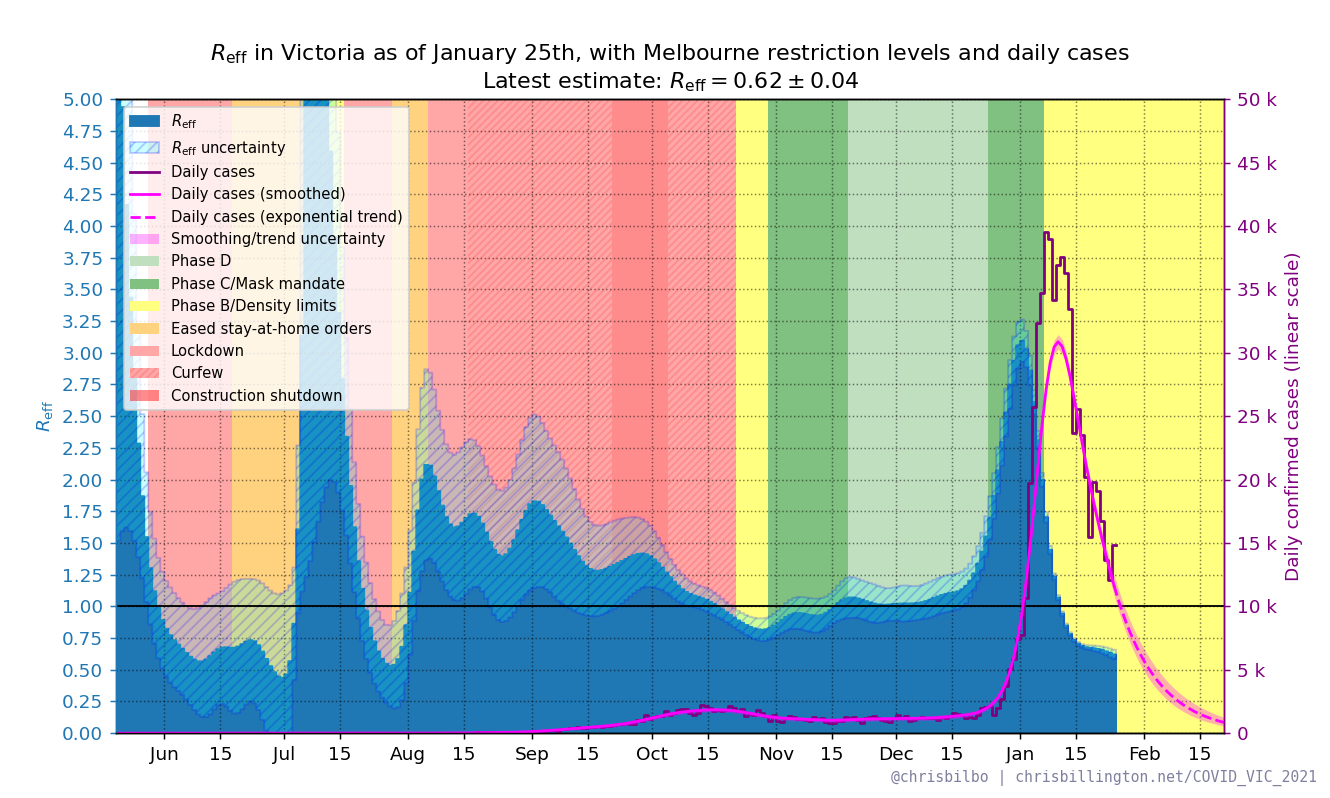 Reff in Victoria as of January 25th, with Melbourne restriction levels and daily cases
Latest estimate: Reff = 0.62 ± 0.04
5.00
4.75
4.50
4.25
4.00
3.75
3.50
3.25
3.00
2.75
2.50
2.25
2.00
1.75
1.50
1.25
1.00
0.75
0.50
0.25
0.00
Reff
Reff
Reff uncertainty
Daily cases
Daily cases (smoothed)
Daily cases (exponential trend)
Smoothing/trend uncertainty
Phase D
Phase C/Mask mandate
Phase B/Density limits
Eased stay-at-home orders
Lockdown
Curfew
Construction shutdown
50 k
45 k
40 k
35 k
30 k
25 k
20 k
15 k
10 k
5 k
0
Daily confirmed cases (linear scale)
Jun 15 Jul 15 Aug 15 Sep 15 Oct 15 Nov 15 Dec 15 Jan 15 Feb 15
@chrisbilbo | chrisbillington.net/COVID_VIC_2021